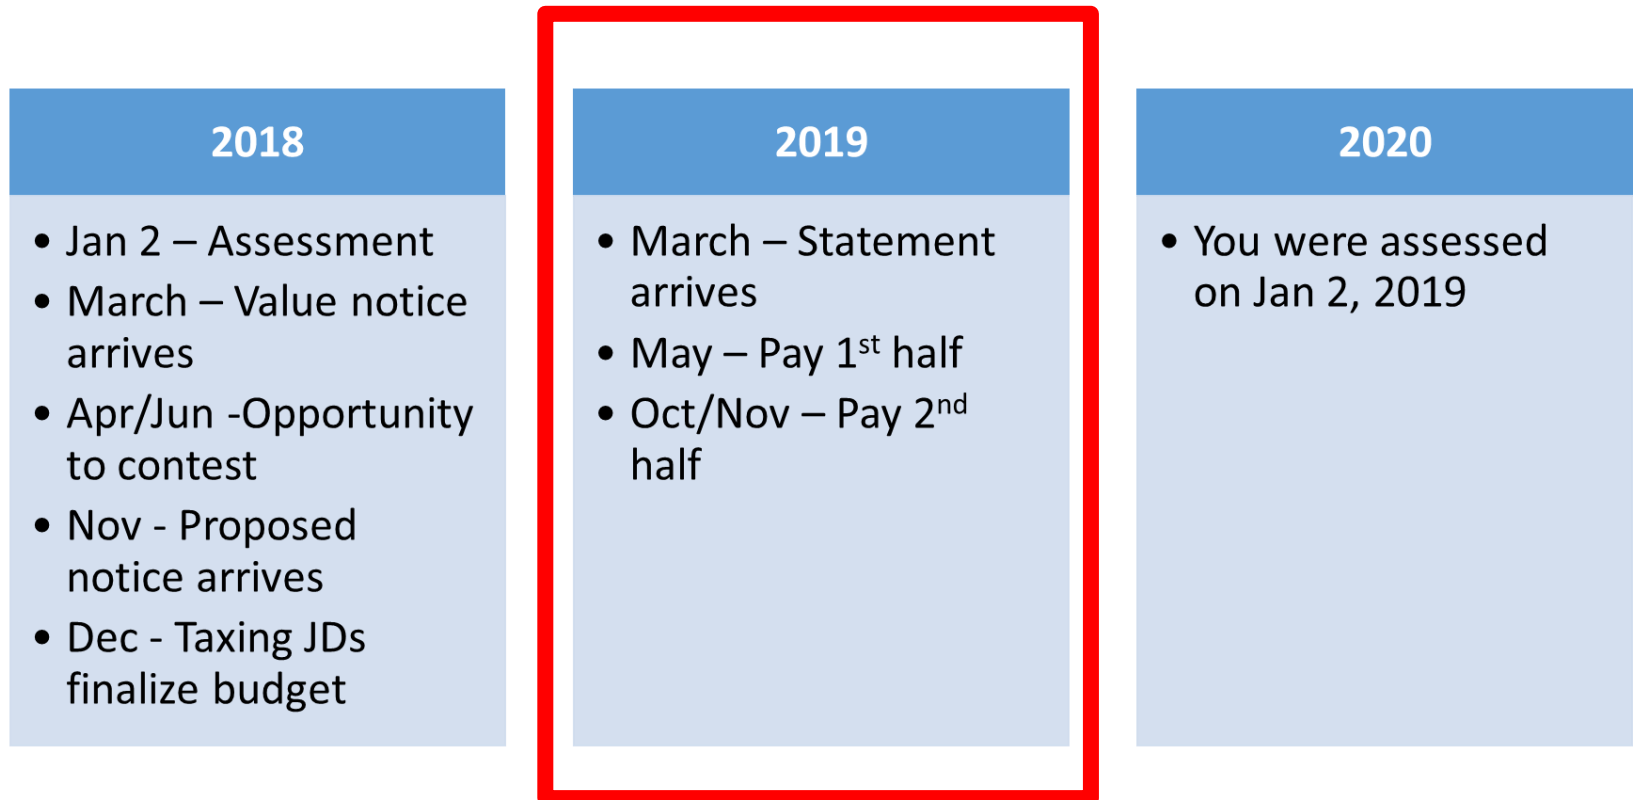 2018
• Jan 2 – Assessment
• March – Value notice
arrives
• Apr/Jun -Opportunity
to contest
• Nov - Proposed
notice arrives
• Dec - Taxing JDs
finalize budget
2019
• March – Statement
arrives
• May – Pay 1st half
• Oct/Nov – Pay 2nd
half
2020
• You were assessed
on Jan 2, 2019